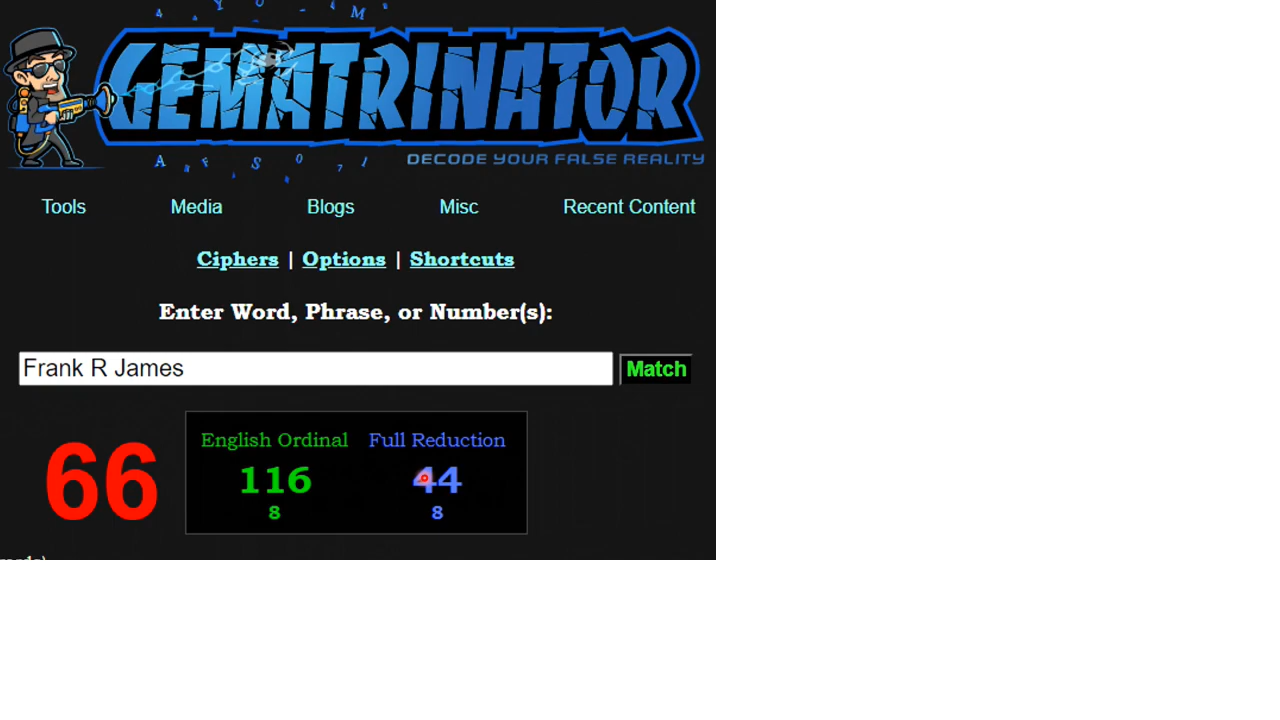 GEMATRINATOR
DECODE YOUR FALSE REALITY
Tools Media Blogs Misc Recent Content
Ciphers | Options | Shortcuts
Enter Word, Phrase, or Number(s):
Frank R James Match
66
English Ordinal Full Reduction
116 44
8 8